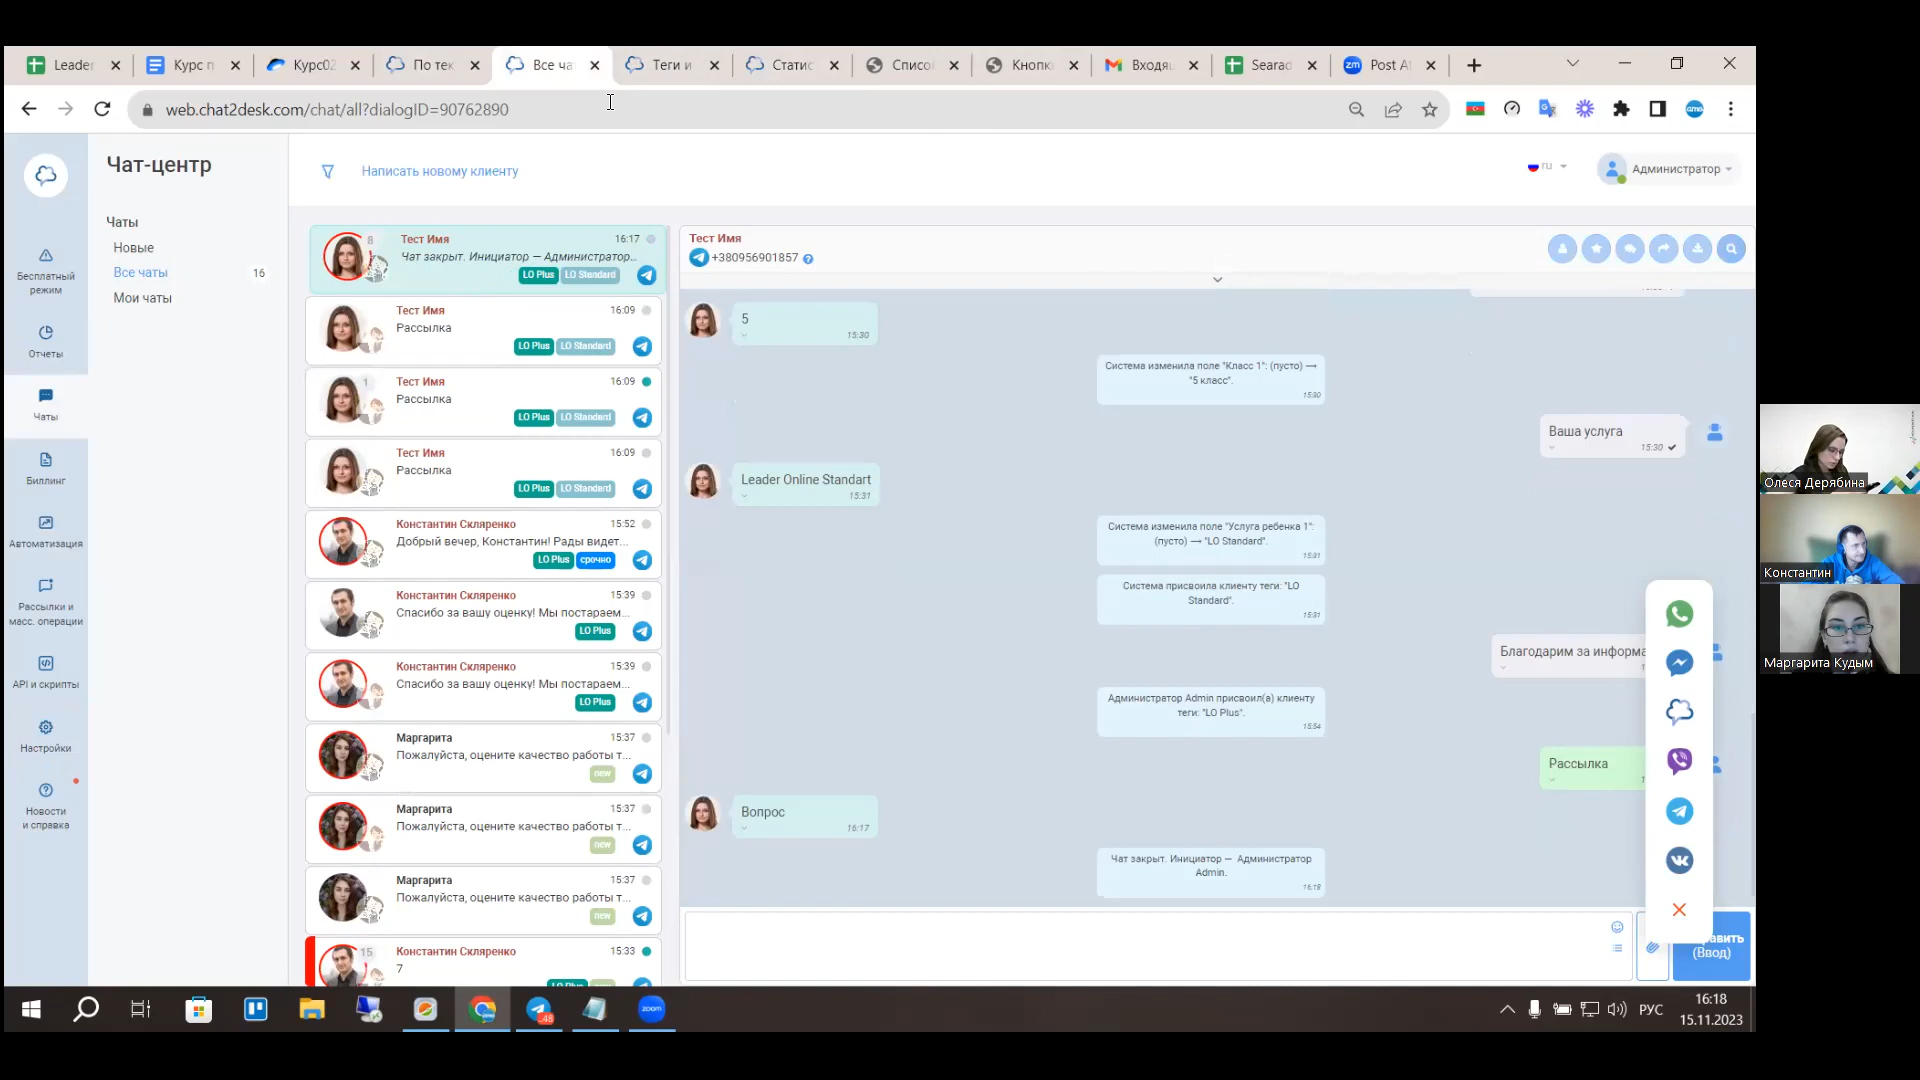 Leader
Курс п
Курс02
По тек
Все ча
Теги и
Статис
Списо
Кнопк
Входящ
Searad
Post A
web.chat2desk.com/chat/all?dialogID=90762890
Чат-центр
Написать новому клиенту
ru
Администратор
Чаты
Новые
Все чаты 16
Мои чаты
Бесплатный
режим
Отчеты
Чаты
Биллинг
Автоматизация
Рассылки и
масс. операции
API и скрипты
Настройки
Новости
и справка
8
Тест Имя 16:17
Чат закрыт. Инициатор — Администратор...
LO Plus LO Standard
Тест Имя 16:09
Рассылка
LO Plus LO Standard
1
Тест Имя 16:09
Рассылка
LO Plus LO Standard
Тест Имя 16:09
Рассылка
LO Plus LO Standard
Константин Скляренко 15:52
Добрый вечер, Константин! Рады видет...
LO Plus срочно
Константин Скляренко 15:39
Спасибо за вашу оценку! Мы постараем...
LO Plus
Константин Скляренко 15:39
Спасибо за вашу оценку! Мы постараем...
LO Plus
Маргарита 15:37
Пожалуйста, оцените качество работы т...
new
Маргарита 15:37
Пожалуйста, оцените качество работы т...
new
Маргарита 15:37
Пожалуйста, оцените качество работы т...
new
15
Константин Скляренко 15:33
7
LO Plus
Тест Имя
+380956901857
5
15:30
Система изменила поле "Класс 1": (пусто) ⟶
"5 класс".
15:30
Ваша услуга
15:30
Leader Online Standart
15:31
Система изменила поле "Услуга ребенка 1":
(пусто) ⟶ "LO Standard".
15:31
Система присвоила клиенту теги: "LO
Standard".
15:31
Благодарим за информа
Администратор Admin присвоил(а) клиенту
теги: "LO Plus".
15:54
Рассылка
Вопрос
16:17
Чат закрыт. Инициатор — Администратор
Admin.
16:18
равить
(Ввод)
Олеся Дерябина
Константин
Маргарита Кудым
48
zoom
РУС
16:18
15.11.2023